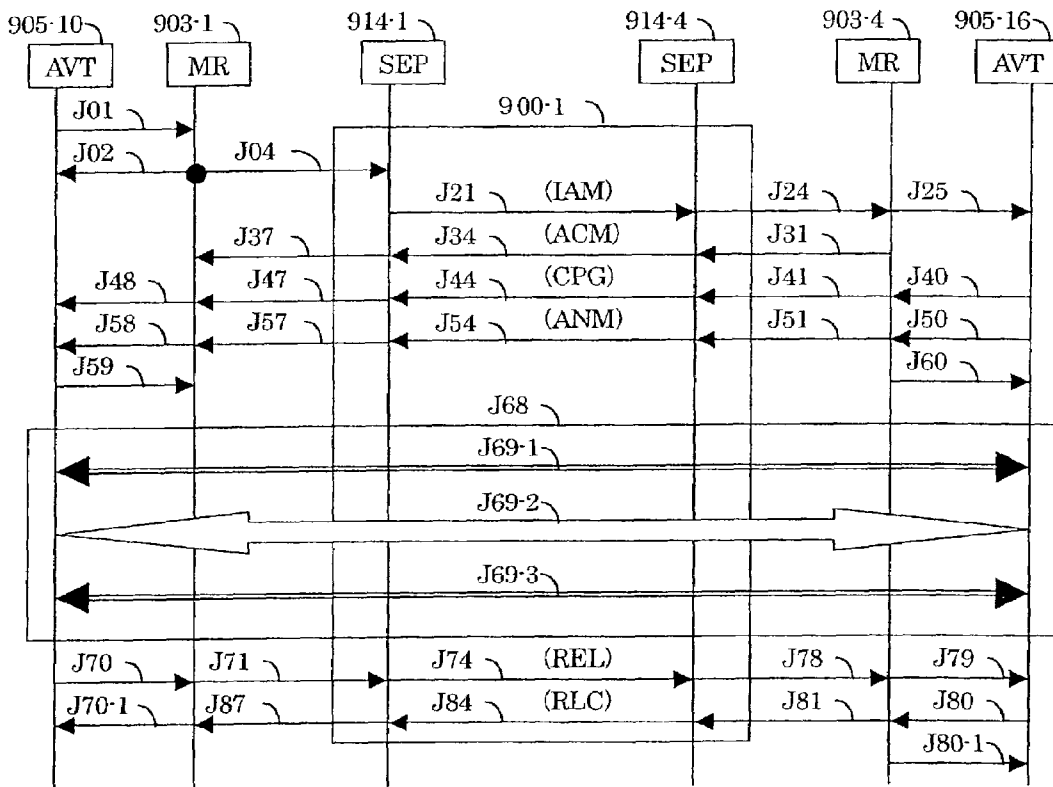 905-10 903-1 914-1 914-4 903-4 905-16
AVT MR SEP SEP MR AVT
J01 900-1
J02 J04
J21 (IAM) J24 J25
J37 J34 (ACM) J31
J48 J47 J44 (CPG) J41 J40
J58 J57 J54 (ANM) J51 J50
J59 J60
J68
J69-1
J69-2
J69-3
J70 J71 J74 (REL) J78 J79
J70-1 J87 J84 (RLC) J81 J80
J80-1